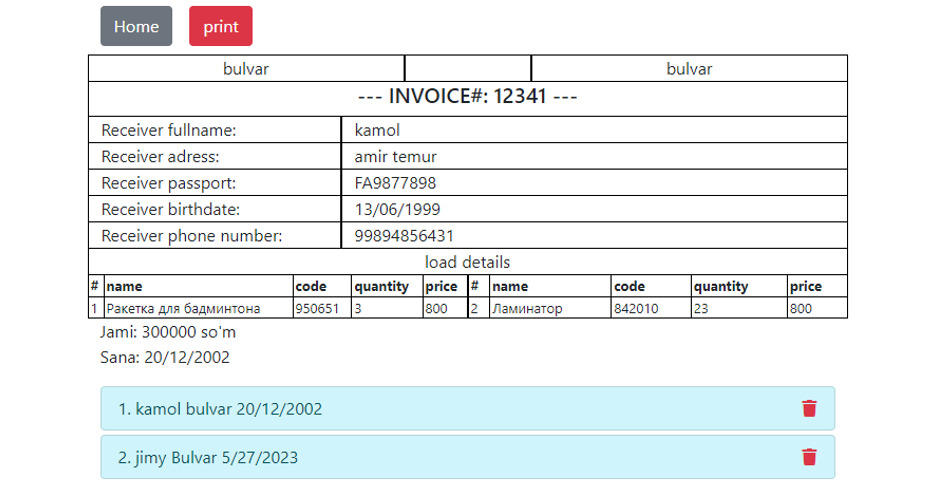 Home print
bulvar bulvar
--- INVOICE#: 12341 ---
Receiver fullname: kamol
Receiver adress: amir temur
Receiver passport: FA9877898
Receiver birthdate: 13/06/1999
Receiver phone number: 99894856431
load details
# name code quantity price # name code quantity price
1 Ракетка для бадминтона 950651 3 800 2 Ламинатор 842010 23 800
Jami: 300000 so'm
Sana: 20/12/2002
1. kamol bulvar 20/12/2002
2. jimy Bulvar 5/27/2023